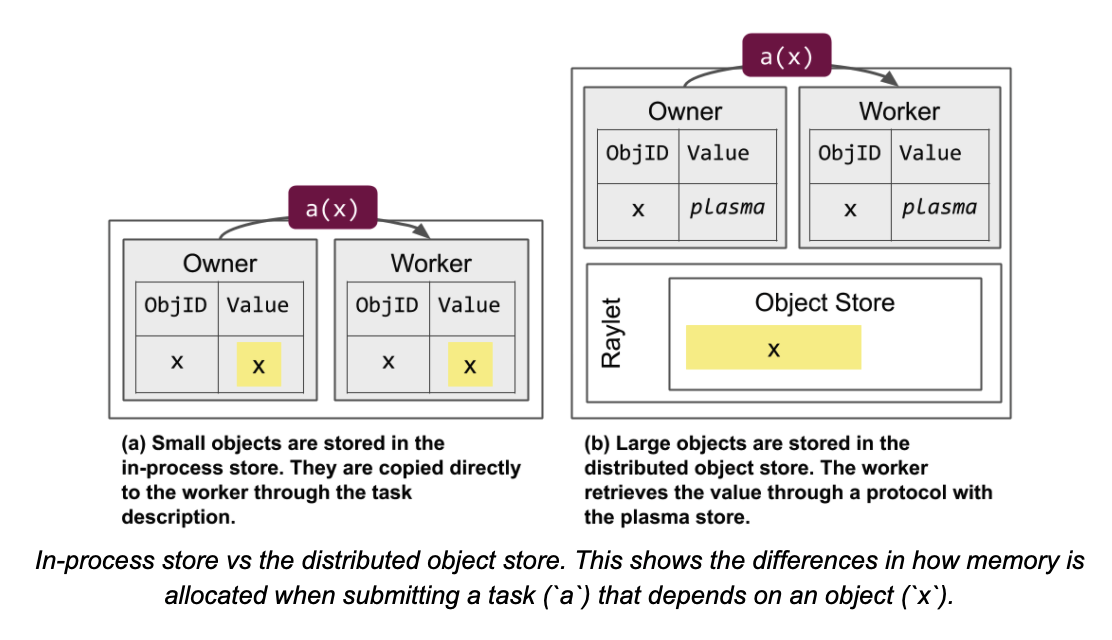 a(x)
Owner
ObjID Value
x x
Worker
ObjID Value
x x
(a) Small objects are stored in the
in-process store. They are copied directly
to the worker through the task
description.
a(x)
Owner
ObjID Value
x plasma
Worker
ObjID Value
x plasma
Raylet
Object Store
x
(b) Large objects are stored in the
distributed object store. The worker
retrieves the value through a protocol with
the plasma store.
In-process store vs the distributed object store. This shows the differences in how memory is
allocated when submitting a task (`a`) that depends on an object (`x`).